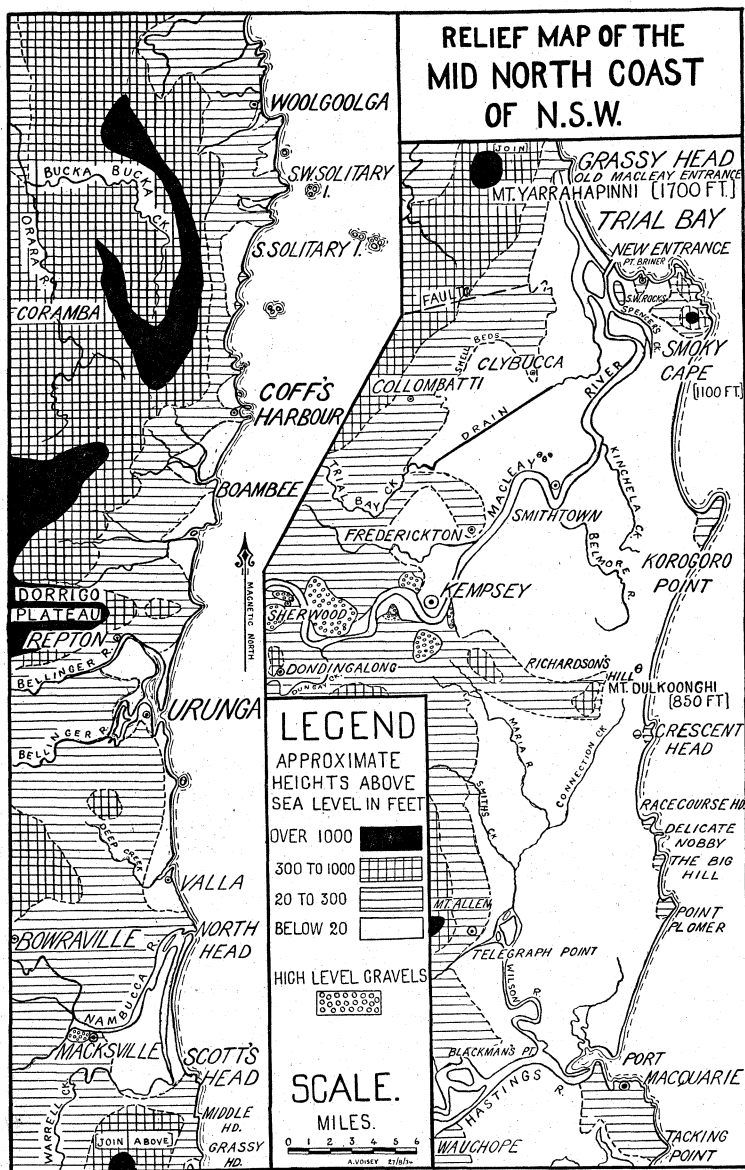 RELIEF MAP OF THE
MID NORTH COAST
OF N.S.W.
WOOLGOOLGA
S.W.SOLITARY
I.
S.SOLITARY I.
BUCKA BUCKA
CK.
ORARA R.
CORAMBA
COFF'S
HARBOUR
BOAMBEE
MAGNETIC NORTH
DORRIGO
PLATEAU
REPTON
BELLINGER R.
URUNGA
BELLINGER R.
DEEP CREEK
VALLA
BOWRAVILLE
NORTH
HEAD
NAMBUCCA R.
MACKSVILLE
SCOTT'S
HEAD
WARRELL CK.
MIDDLE
HD.
JOIN ABOVE
GRASSY
HD.
JOIN
GRASSY HEAD
OLD MACLEAY ENTRANCE
MT. YARRAHAPINNI [1700 FT.]
TRIAL BAY
NEW ENTRANCE
PT. BRINER
S.W. ROCKS
SPENCER'S CK.
FAULT
?
SMOKY
CAPE
[1100 FT.]
SHELL BEDS
CLYBUCCA
COLLOMBATTI
DRAIN
MACLEAY RIVER
TRIAL BAY CK
KINCHELA CK.
SMITHTOWN
FREDERICKTON
BELMORE R.
KOROGORO
POINT
KEMPSEY
SHERWOOD
DONDINGALONG
DUNGAY CK.
RICHARDSON'S
HILL
MT. DULKOONGHI
[850 FT]
MARIA R.
CONNECTION CK
CRESCENT
HEAD
SMITHS CK.
RACECOURSE HD.
DELICATE
NOBBY
THE BIG
HILL
MT. ALLEN
POINT
PLOMER
TELEGRAPH POINT
WILSON R.
BLACKMAN'S PT.
PORT
MACQUARIE
HASTINGS R.
WAUCHOPE
TACKING
POINT
LEGEND
APPROXIMATE
HEIGHTS ABOVE
SEA LEVEL IN FEET
OVER 1000
300 TO 1000
20 TO 300
BELOW 20
HIGH LEVEL GRAVELS
SCALE.
MILES.
0 1 2 3 4 5 6
A.VOISEY 27/8/34